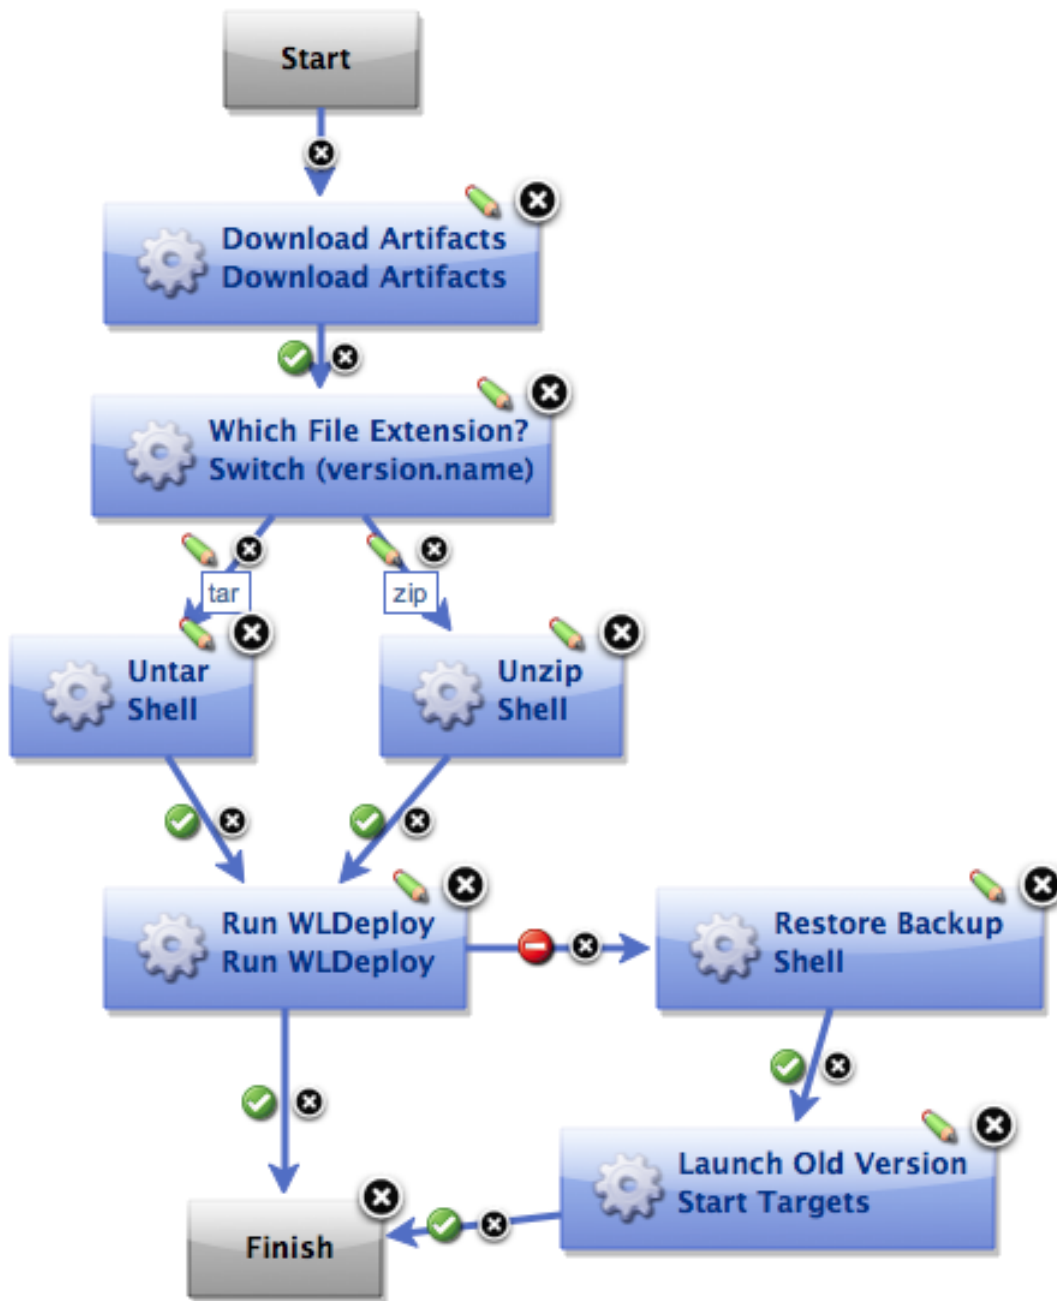 Start
Download Artifacts
Download Artifacts
Which File Extension?
Switch (version.name)
tar
zip
Untar
Shell
Unzip
Shell
Run WLDeploy
Run WLDeploy
Restore Backup
Shell
Launch Old Version
Start Targets
Finish